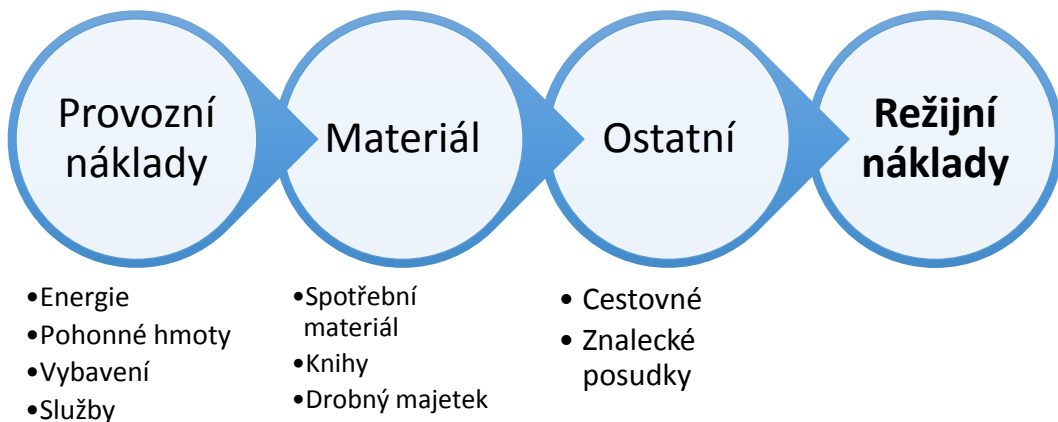 Provozní
náklady
•Energie
•Pohonné hmoty
•Vybavení
•Služby
Materiál
•Spotřební
materiál
•Knihy
•Drobný majetek
Ostatní
• Cestovné
• Znalecké
posudky
Režijní
náklady